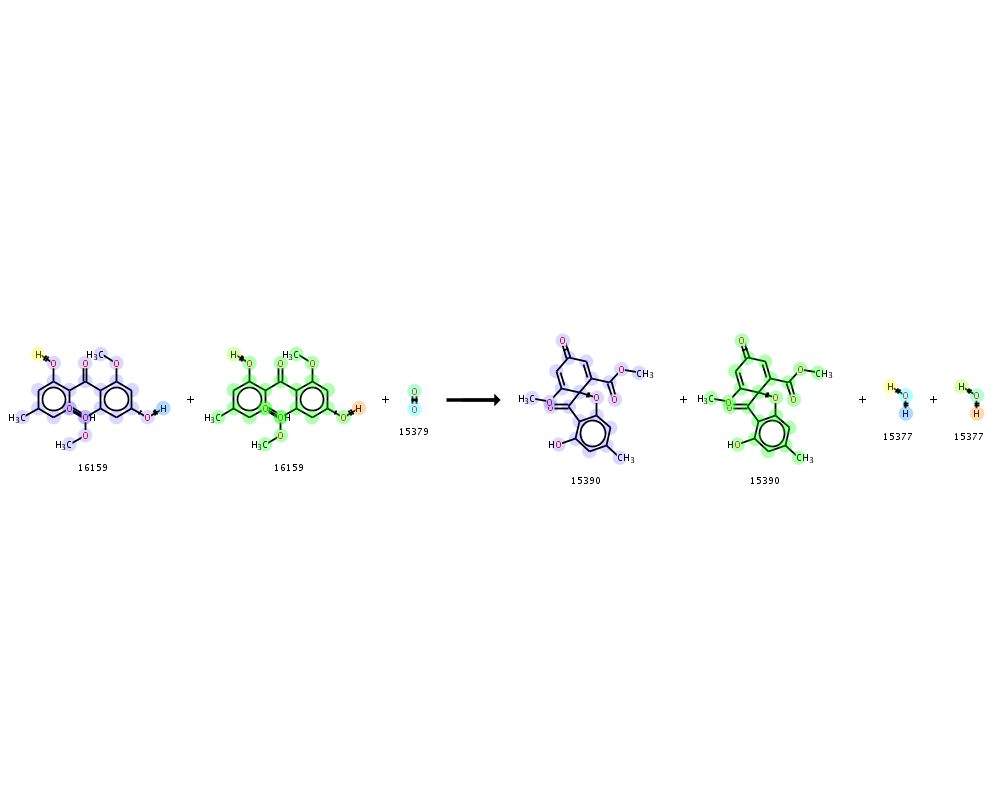 O O
H O O H₃C O H O O H₃C O O CH₃
O O
O O
H₃C O OH O H H₃C O OH O H H₃C O O O O H₃C O O O O H H
+ + + → + + +
H₃C O H₃C O O O
15379 H H
16159 16159 15377 15377
HO CH₃ HO CH₃
15390 15390